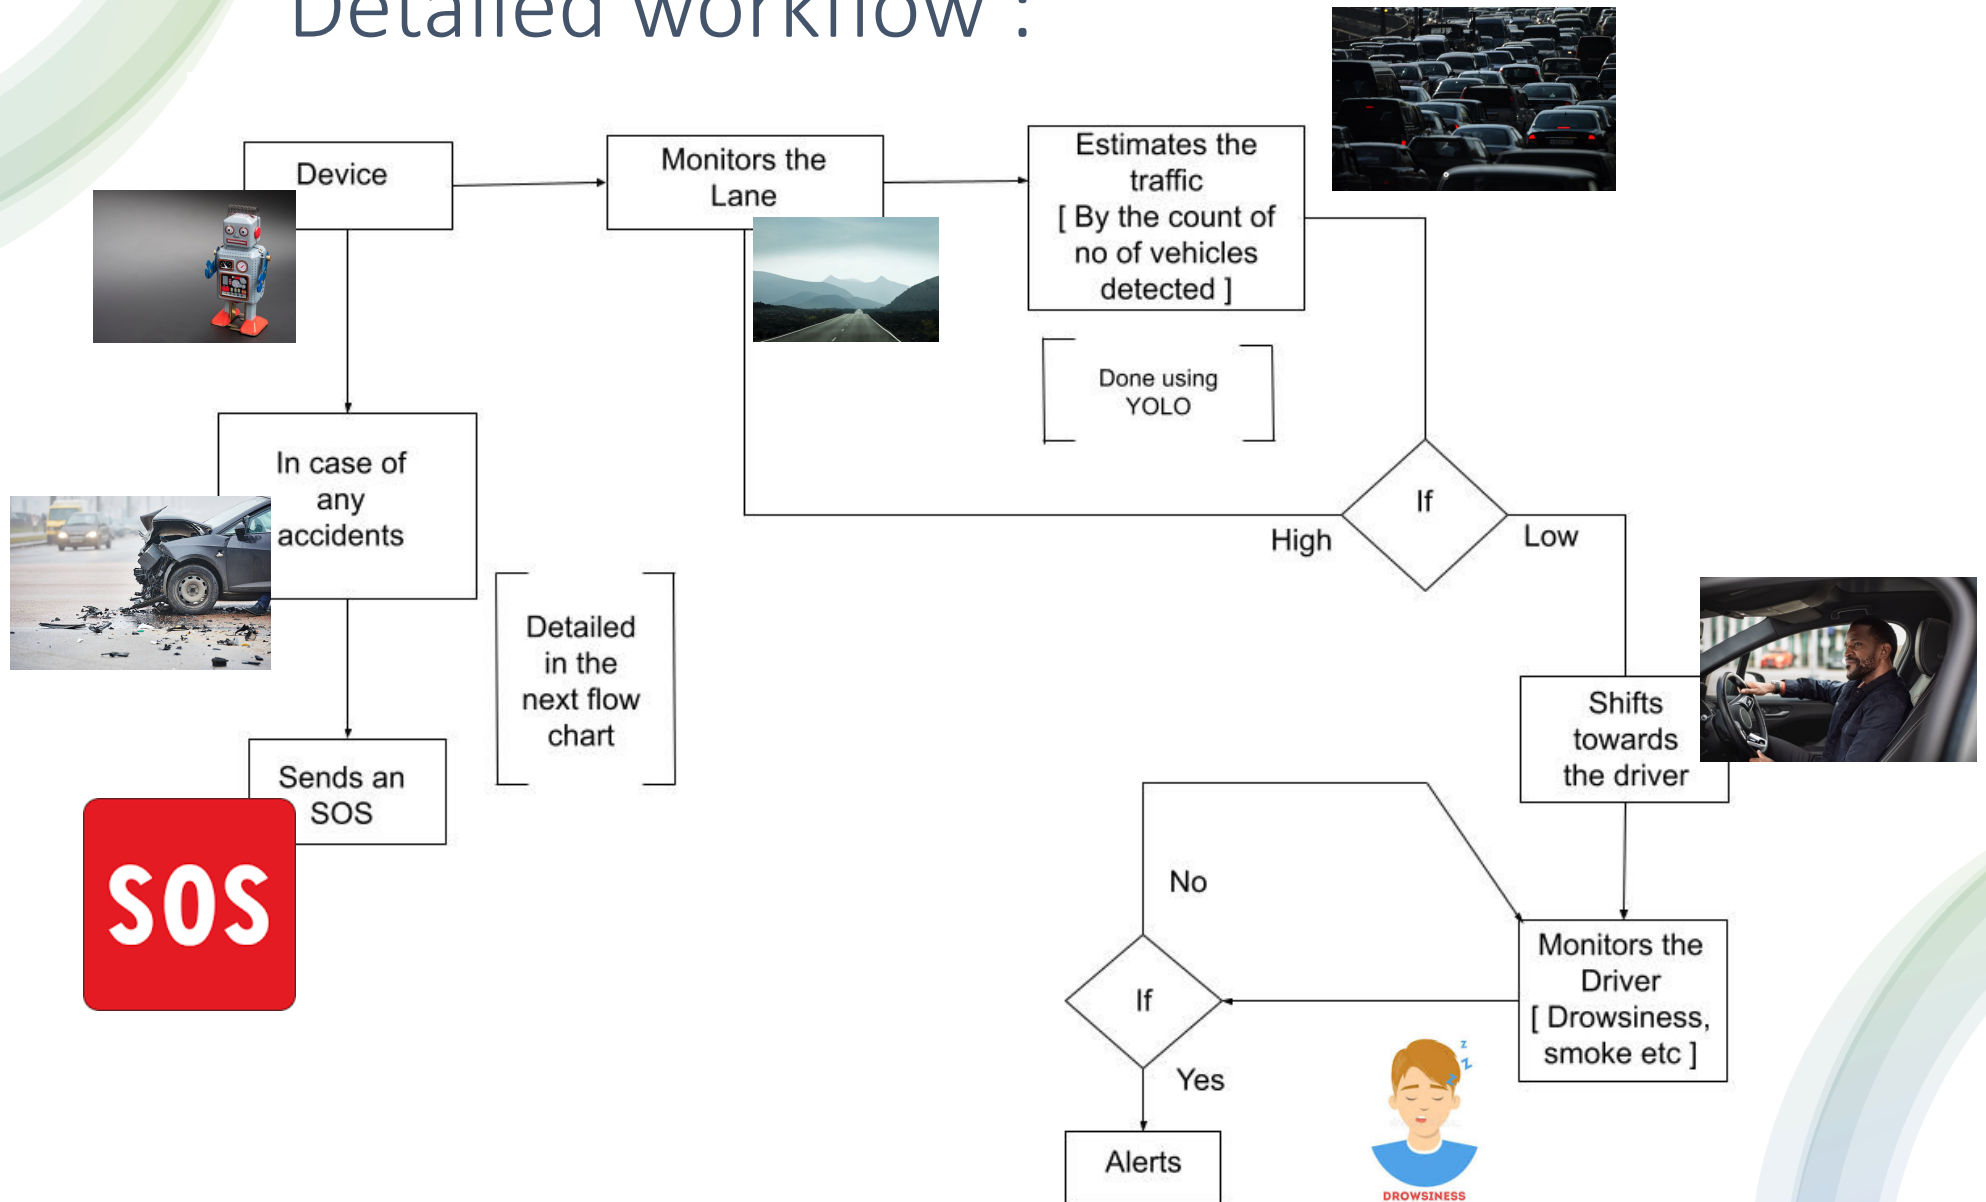 Detailed workflow :
Device
Monitors the
Lane
Estimates the
traffic
[ By the count of
no of vehicles
detected ]
Done using
YOLO
In case of
any
accidents
If
High
Low
Detailed
in the
next flow
chart
Shifts
towards
the driver
Sends an
SOS
SOS
No
Monitors the
Driver
[ Drowsiness,
smoke etc ]
If
Yes
z
z
z
Alerts
DROWSINESS